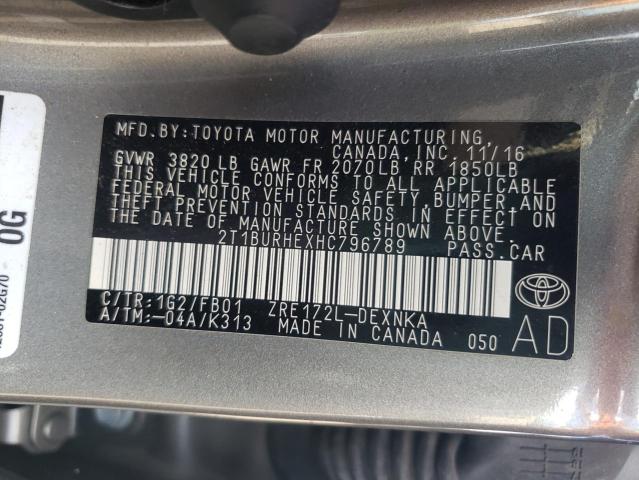 MFD.BY:TOYOTA MOTOR MANUFACTURING,
CANADA,INC. 11/16
GVWR 3820 LB GAWR FR 2070LB RR 1850LB
THIS VEHICLE CONFORMS TO ALL APPLICABLE
FEDERAL MOTOR VEHICLE SAFETY,BUMPER,AND
THEFT PREVENTION STANDARDS IN EFFECT ON
THE DATE OF MANUFACTURE SHOWN ABOVE.
2T1BURHEXHC796789 PASS.CAR
C/TR:1G2/FB01 ZRE172L-DEXNKA
A/TM:-04A/K313 MADE IN CANADA 050
TOYOTA
AD
0G